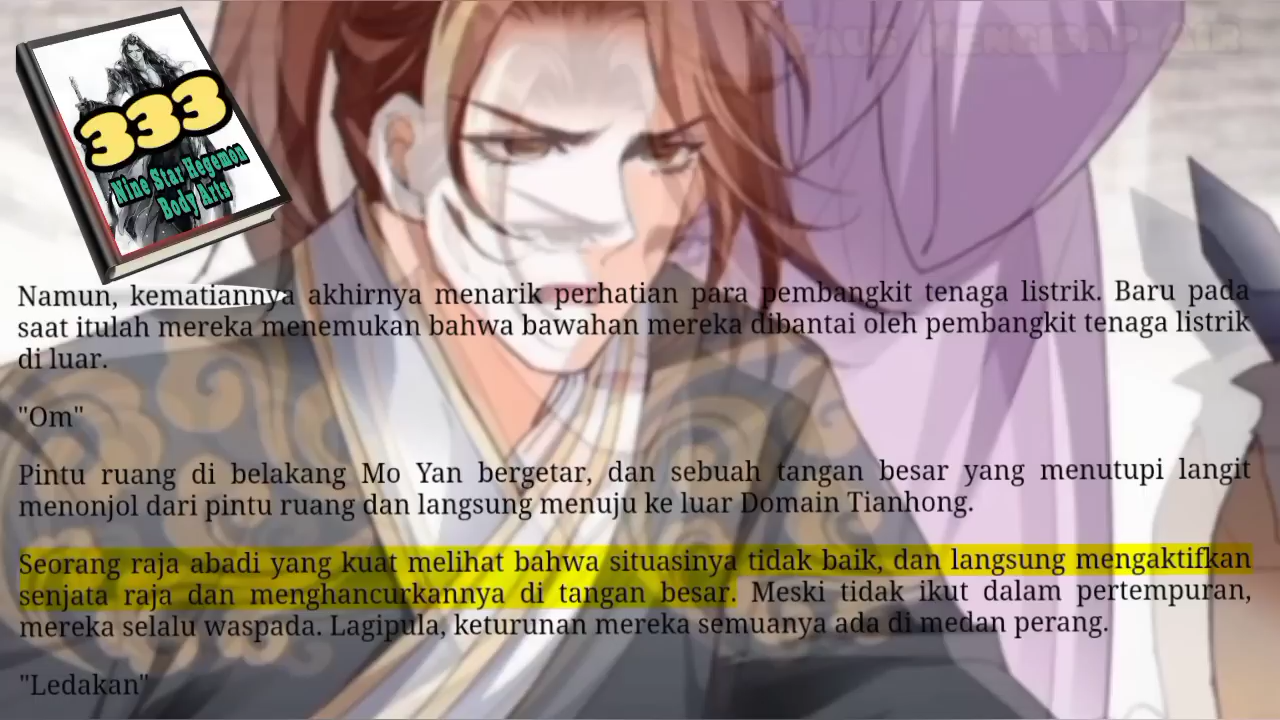 333
Nine Star Hegemon
Body Arts
MENGISAP AIR
Namun, kematiannya akhirnya menarik perhatian para pembangkit tenaga listrik. Baru pada
saat itulah mereka menemukan bahwa bawahan mereka dibantai oleh pembangkit tenaga listrik
di luar.
"Om"
Pintu ruang di belakang Mo Yan bergetar, dan sebuah tangan besar yang menutupi langit
menonjol dari pintu ruang dan langsung menuju ke luar Domain Tianhong.
Seorang raja abadi yang kuat melihat bahwa situasinya tidak baik, dan langsung mengaktifkan
senjata raja dan menghancurkannya di tangan besar. Meski tidak ikut dalam pertempuran,
mereka selalu waspada. Lagipula, keturunan mereka semuanya ada di medan perang.
"Ledakan"